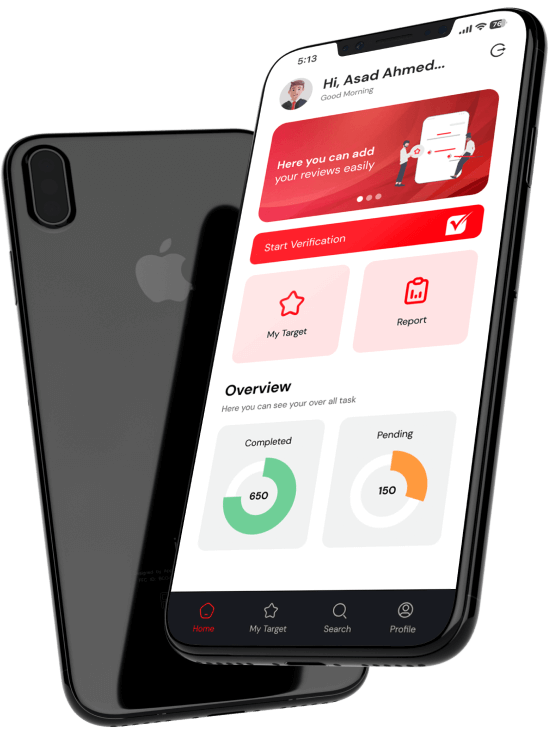 5:13
76
Hi, Asad Ahmed...
Good Morning
Here you can add
your reviews easily
Start Verification
My Target
Report
Overview
Here you can see your over all task
Completed
Pending
650
150
Home
My Target
Search
Profile